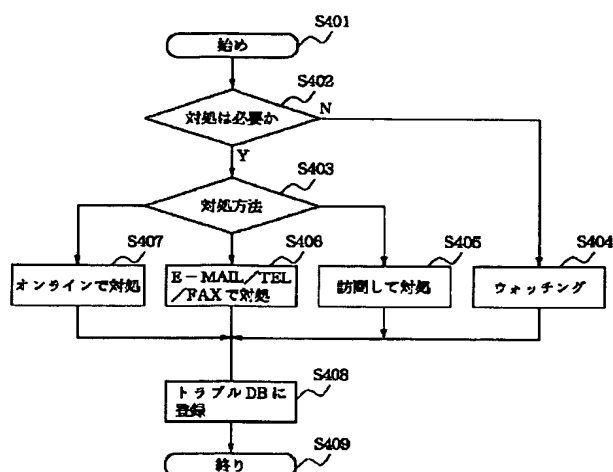 S401
始め
S402
対処は必要か
N
Y
S403
対処方法
S407
オンラインで対処
S406
E-MAIL/TEL
/FAXで対処
S405
訪問して対処
S404
ウォッチング
S408
トラブルDBに
登録
S409
終り